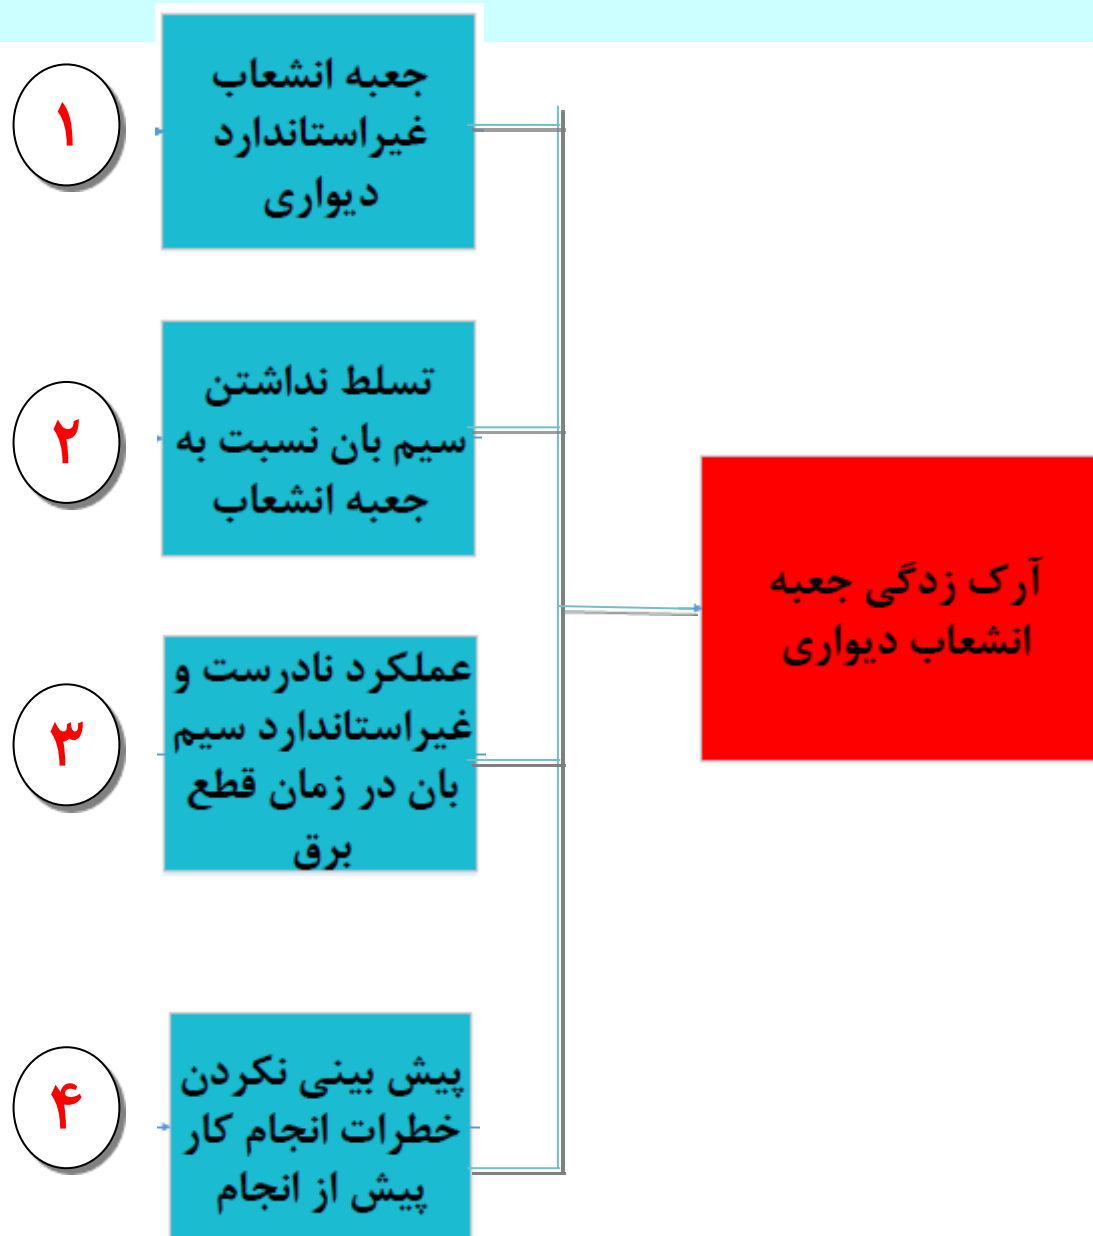 ۱
جعبه انشعاب
غیراستاندارد
دیواری
۲
تسلط نداشتن
سیم بان نسبت به
جعبه انشعاب
۳
عملکرد نادرست و
غیراستاندارد سیم
بان در زمان قطع
برق
۴
پیش بینی نکردن
خطرات انجام کار
پیش از انجام
آرک زدگی جعبه
انشعاب دیواری